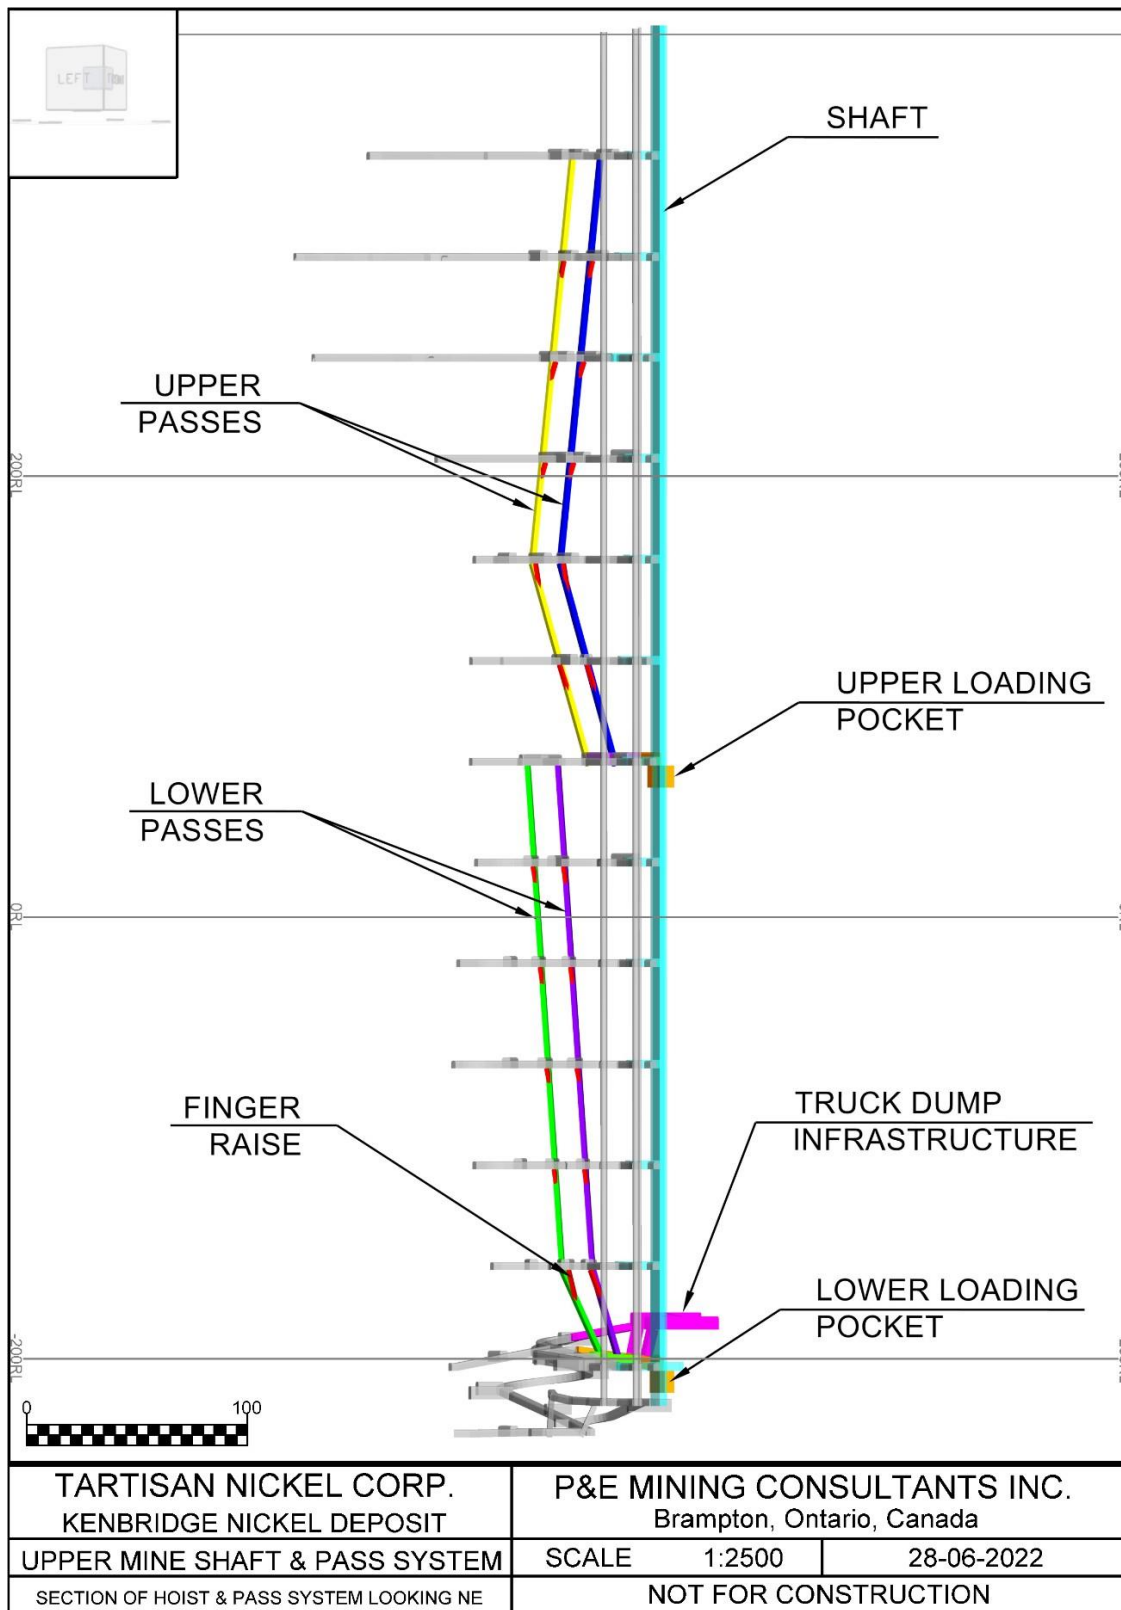 LEFT
SHAFT
UPPER
PASSES
200RL
UPPER LOADING
POCKET
LOWER
PASSES
0RL
FINGER
RAISE
TRUCK DUMP
INFRASTRUCTURE
LOWER LOADING
POCKET
-200RL
0 100
TARTISAN NICKEL CORP.
KENBRIDGE NICKEL DEPOSIT
UPPER MINE SHAFT & PASS SYSTEM
SECTION OF HOIST & PASS SYSTEM LOOKING NE
P&E MINING CONSULTANTS INC.
Brampton, Ontario, Canada
SCALE 1:2500 28-06-2022
NOT FOR CONSTRUCTION